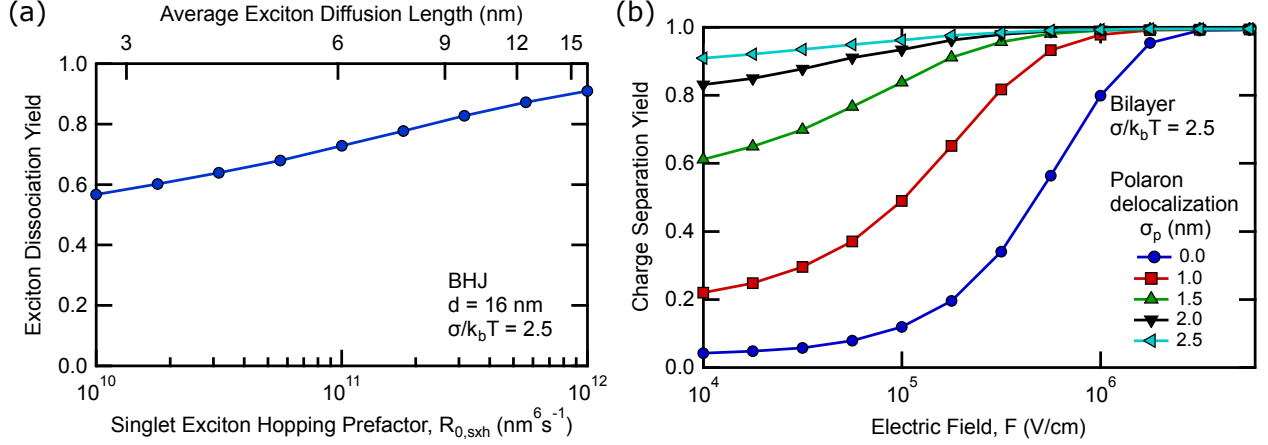 (a)
Average Exciton Diffusion Length (nm)
3 6 9 12 15
Exciton Dissociation Yield
1.0
0.8
0.6
0.4
0.2
0.0
BHJ
d = 16 nm
σ/k_bT = 2.5
10^10 10^11 10^12
Singlet Exciton Hopping Prefactor, R_0,sxh (nm^6s^-1)
(b)
Charge Separation Yield
1.0
0.8
0.6
0.4
0.2
0.0
Bilayer
σ/k_bT = 2.5
Polaron
delocalization
σ_p (nm)
0.0
1.0
1.5
2.0
2.5
10^4 10^5 10^6
Electric Field, F (V/cm)